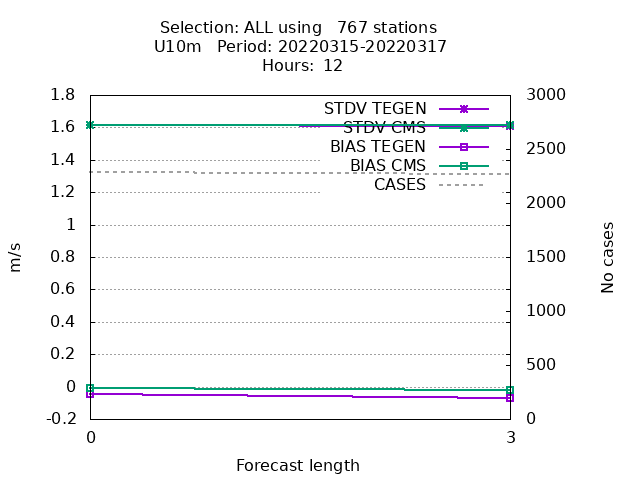 Selection: ALL using   767 stations
U10m   Period: 20220315-20220317
Hours: 12
1.8
1.6
1.4
1.2
1
0.8
0.6
0.4
0.2
0
-0.2
3000
2500
2000
1500
1000
500
0
STDV TEGEN
STDV CMS
BIAS TEGEN
BIAS CMS
CASES
m/s
No cases
0
3
Forecast length